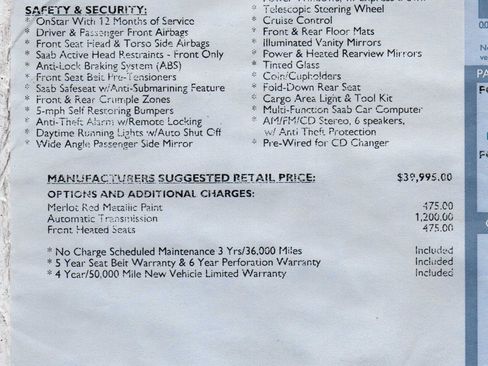 SAFETY & SECURITY:
* OnStar With 12 Months of Service
* Driver & Passenger Front Airbags
* Front Seat Head & Torso Side Airbags
* Saab Active Head Restraints - Front Only
* Anti-Lock Braking System (ABS)
* Front Seat Belt Pre-Tensioners
* Saab Safeseat w/Anti-Submarining Feature
* Front & Rear Crumple Zones
* 5-mph Self Restoring Bumpers
* Anti-Theft Alarm w/Remote Locking
* Daytime Running Lights w/Auto Shut Off
* Wide Angle Passenger Side Mirror
* Telescopic Steering Wheel
* Cruise Control
* Front & Rear Floor Mats
* Illuminated Vanity Mirrors
* Power & Heated Rearview Mirrors
* Tinted Glass
* Coin/Cupholders
* Fold-Down Rear Seat
* Cargo Area Light & Tool Kit
* Multi-Function Saab Car Computer
* AM/FM/CD Stereo, 6 speakers,
w/ Anti Theft Protection
* Pre-Wired for CD Changer
MANUFACTURERS SUGGESTED RETAIL PRICE: $39,995.00
OPTIONS AND ADDITIONAL CHARGES:
Merlot Red Metallic Paint 475.00
Automatic Transmission 1,200.00
Front Heated Seats 475.00
* No Charge Scheduled Maintenance 3 Yrs/36,000 Miles Included
* 5 Year Seat Belt Warranty & 6 Year Perforation Warranty Included
* 4 Year/50,000 Mile New Vehicle Limited Warranty Included